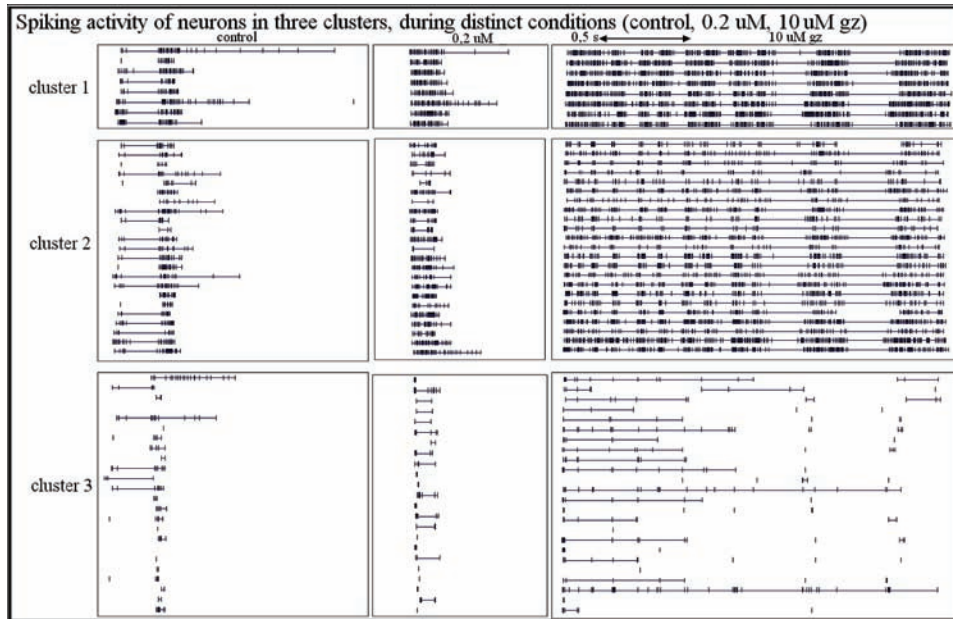 Spiking activity of neurons in three clusters, during distinct conditions (control, 0.2 uM, 10 uM gz)
control
0,2 uM
0,5 s
10 uM gz
cluster 1
cluster 2
cluster 3